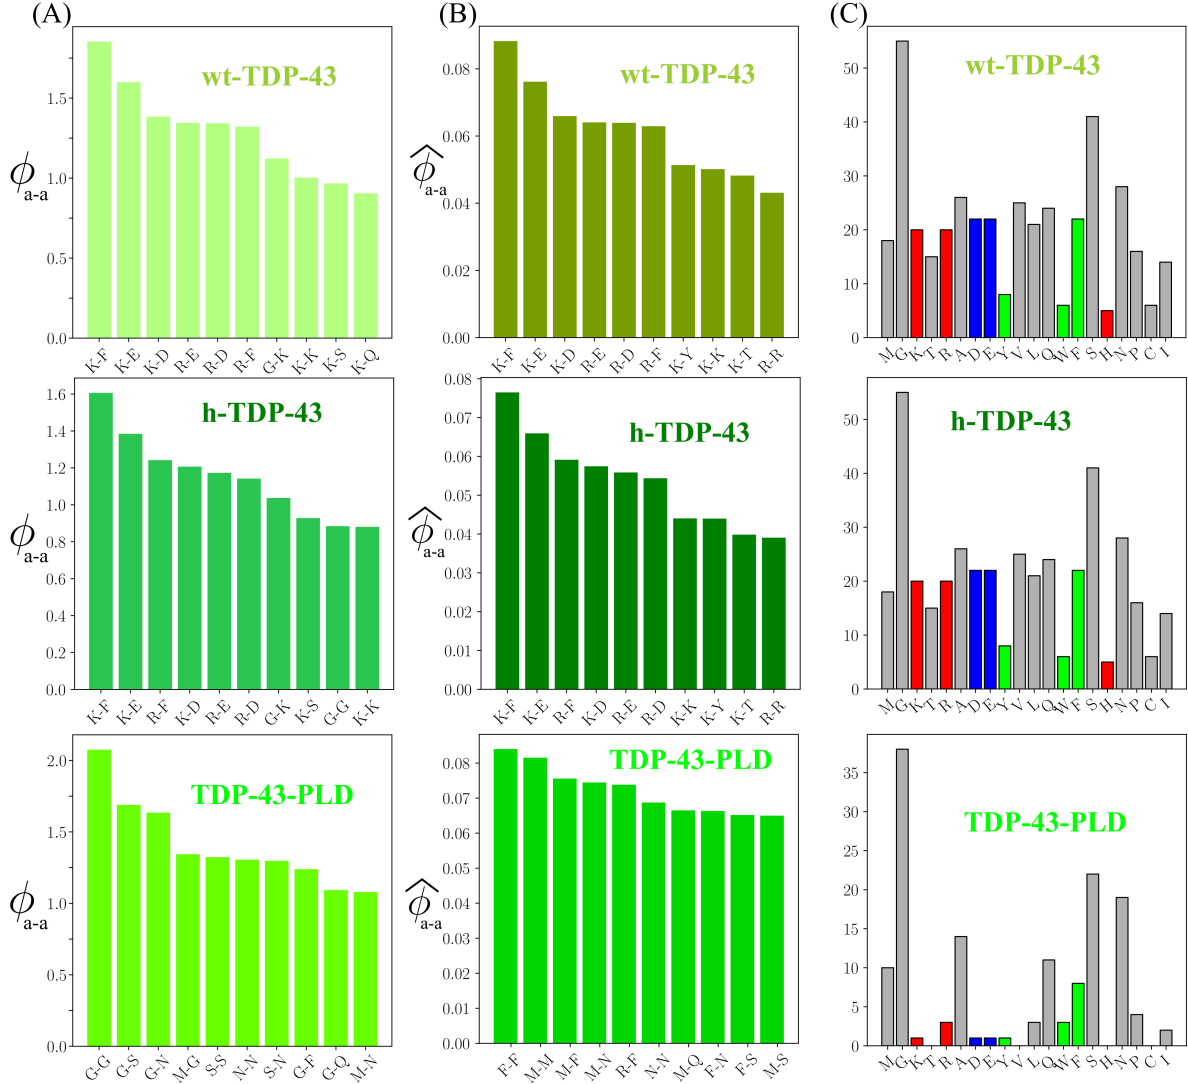 (A) (B) (C)
wt-TDP-43
ϕ a-a
1.5
1.0
0.5
0.0
K-F K-E K-D R-E R-D R-F G-K K-K K-S K-Q
wt-TDP-43
ϕ̂ a-a
0.08
0.06
0.04
0.02
0.00
K-F K-E K-D R-E R-D R-F K-Y K-K K-T R-R
wt-TDP-43
50
40
30
20
10
0
M G K T R A D E Y V L Q W F S H N P C I
h-TDP-43
ϕ a-a
1.6
1.4
1.2
1.0
0.8
0.6
0.4
0.2
0.0
K-F K-E R-F K-D R-E R-D G-K K-S G-G K-K
h-TDP-43
ϕ̂ a-a
0.08
0.07
0.06
0.05
0.04
0.03
0.02
0.01
0.00
K-F K-E R-F K-D R-E R-D K-K K-Y K-T R-R
h-TDP-43
50
40
30
20
10
0
M G K T R A D E Y V L Q W F S H N P C I
TDP-43-PLD
ϕ a-a
2.0
1.5
1.0
0.5
0.0
G-G G-S G-N M-G S-S N-N S-N G-F G-Q M-N
TDP-43-PLD
ϕ̂ a-a
0.08
0.07
0.06
0.05
0.04
0.03
0.02
0.01
0.00
F-F M-M M-F M-N R-F N-N M-Q F-N F-S M-S
TDP-43-PLD
35
30
25
20
15
10
5
0
M G K T R A D E Y V L Q W F S H N P C I